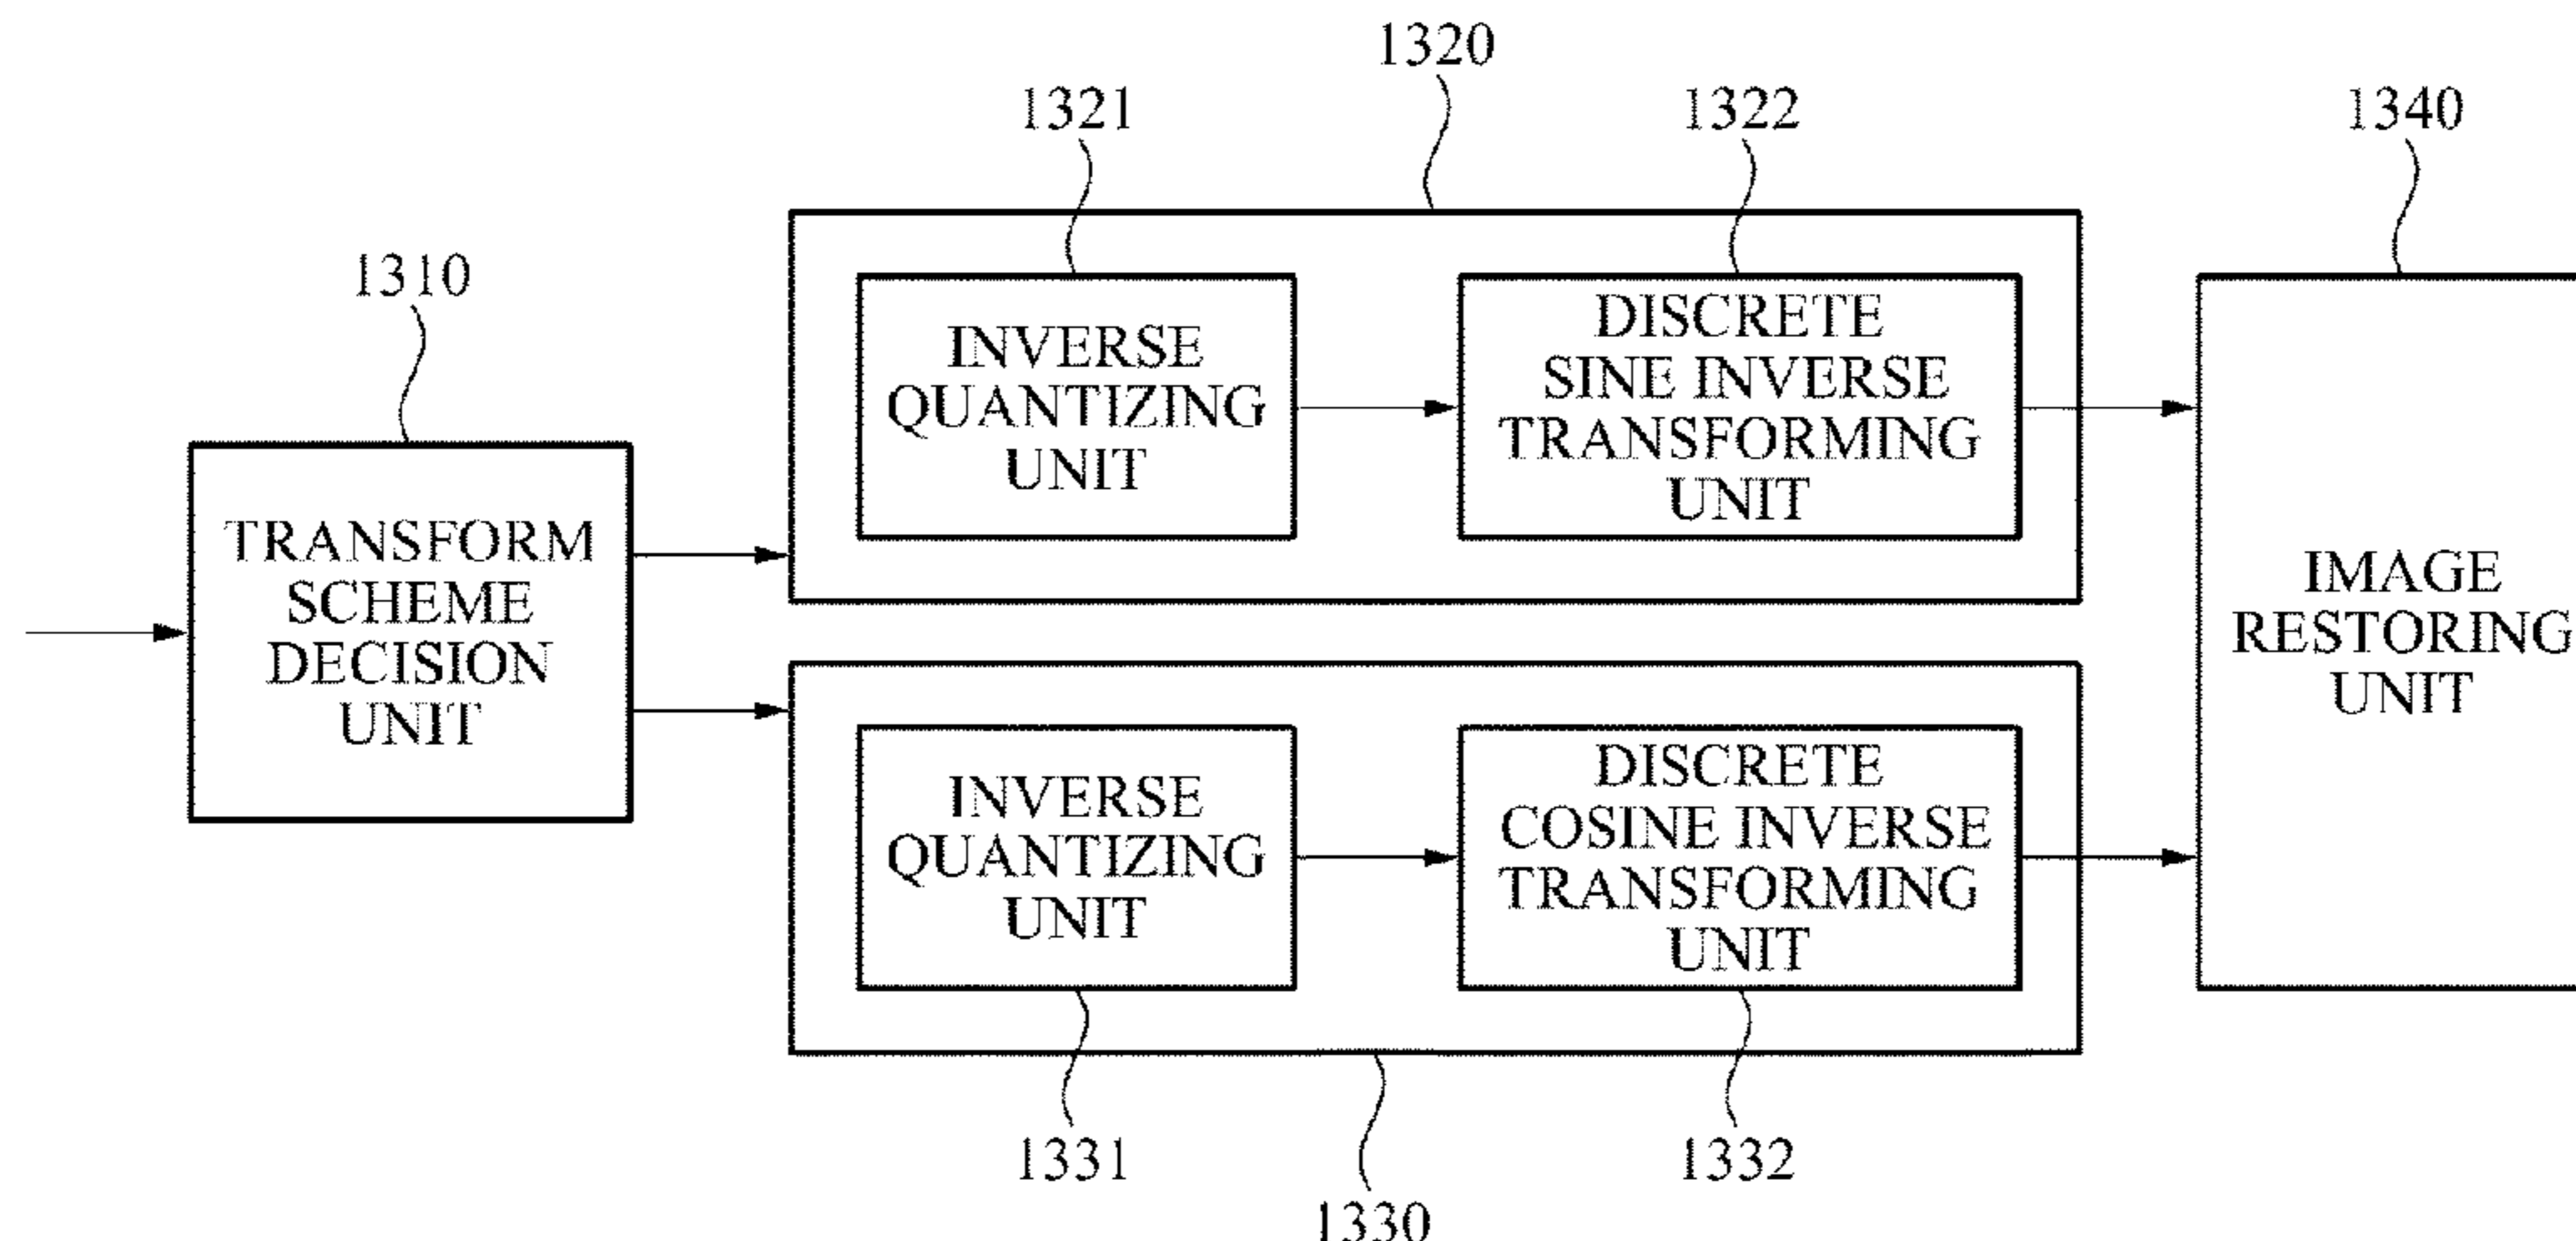 1320
1321
1322
1340
1310
INVERSE
QUANTIZING
UNIT
DISCRETE
SINE INVERSE
TRANSFORMING
UNIT
TRANSFORM
SCHEME
DECISION
UNIT
IMAGE
RESTORING
UNIT
INVERSE
QUANTIZING
UNIT
DISCRETE
COSINE INVERSE
TRANSFORMING
UNIT
1331
1332
1330